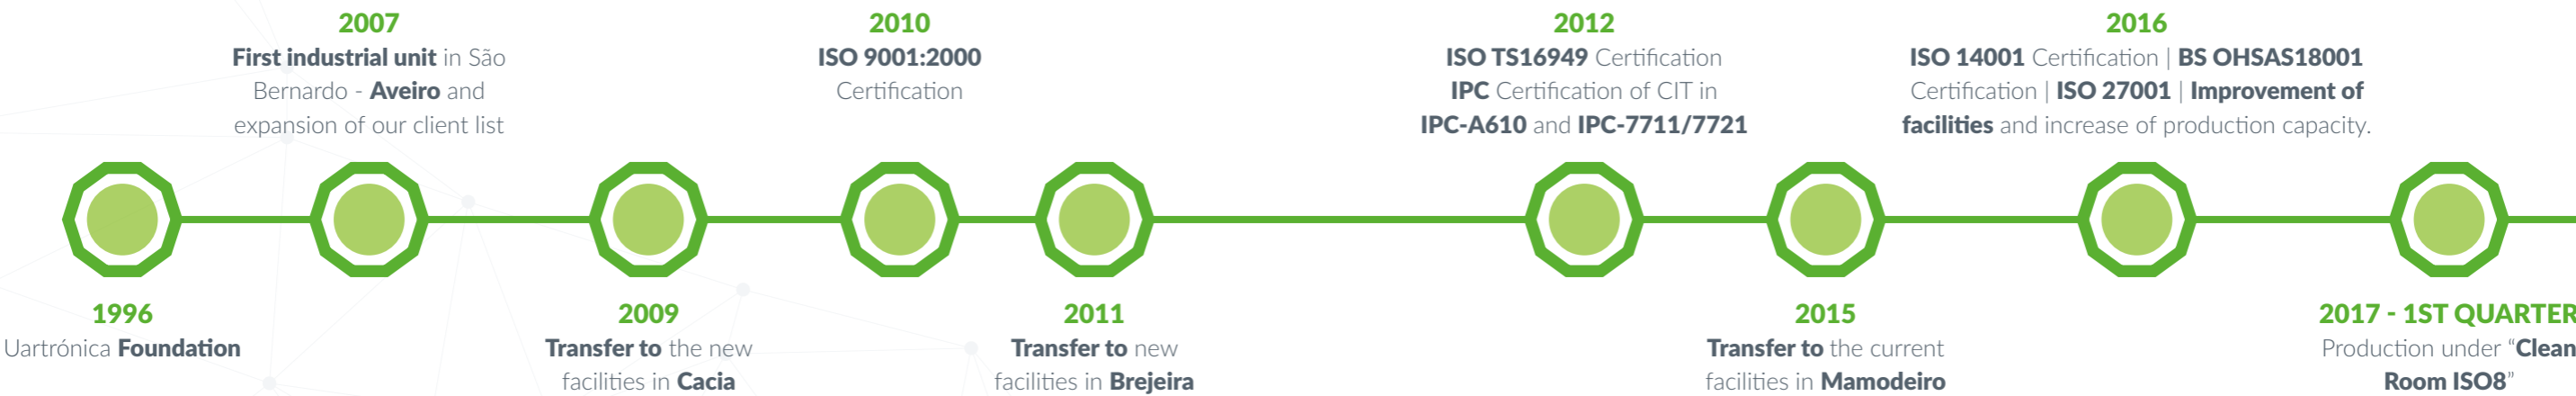 2007
First industrial unit in São
Bernardo - Aveiro and
expansion of our client list
2010
ISO 9001:2000
Certification
2012
ISO TS16949 Certification
IPC Certification of CIT in
IPC-A610 and IPC-7711/7721
2016
ISO 14001 Certification | BS OHSAS18001
Certification | ISO 27001 | Improvement of
facilities and increase of production capacity.
1996
Uartrónica Foundation
2009
Transfer to the new
facilities in Cacia
2011
Transfer to new
facilities in Brejeira
2015
Transfer to the current
facilities in Mamodeiro
2017 - 1ST QUARTER
Production under “Clean
Room ISO8”